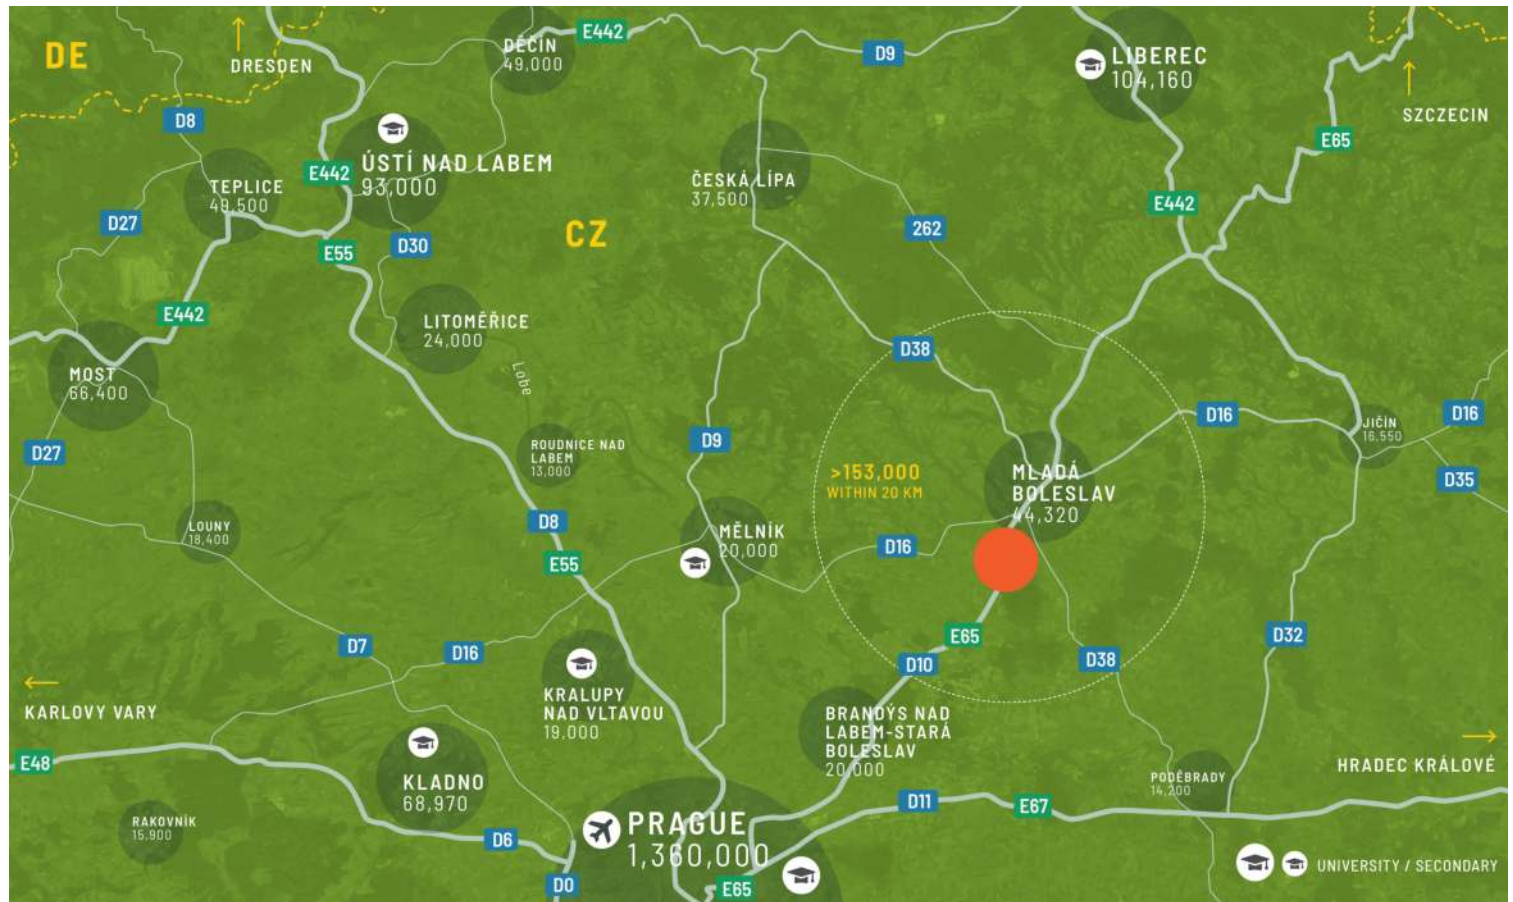 DE
DRESDEN
DĚČÍN
49,000
E442
D9
LIBEREC
104,160
SZCZECIN
D8
E65
E442
ÚSTÍ NAD LABEM
93,000
TEPLICE
49,500
ČESKÁ LÍPA
37,500
E442
D27
E55
D30
CZ
262
E442
LITOMĚŘICE
24,000
Lobe
D38
MOST
66,400
D27
ROUDNICE NAD
LABEM
13,000
D9
D16
JIČÍN
16,550
D16
D35
>153,000
WITHIN 20 KM
MLADÁ
BOLESLAV
44,320
LOUNY
18,400
D8
E55
MĚLNÍK
20,000
D16
D7
D16
E65
D10
D38
D32
KARLOVY VARY
KRALUPY
NAD VLTAVOU
19,000
BRANDÝS NAD
LABEM-STARÁ
BOLESLAV
20,000
E48
KLADNO
68,970
PODĚBRADY
14,200
HRADEC KRÁLOVÉ
RAKOVNÍK
15,900
D6
D0
PRAGUE
1,360,000
E65
D11
E67
UNIVERSITY / SECONDARY